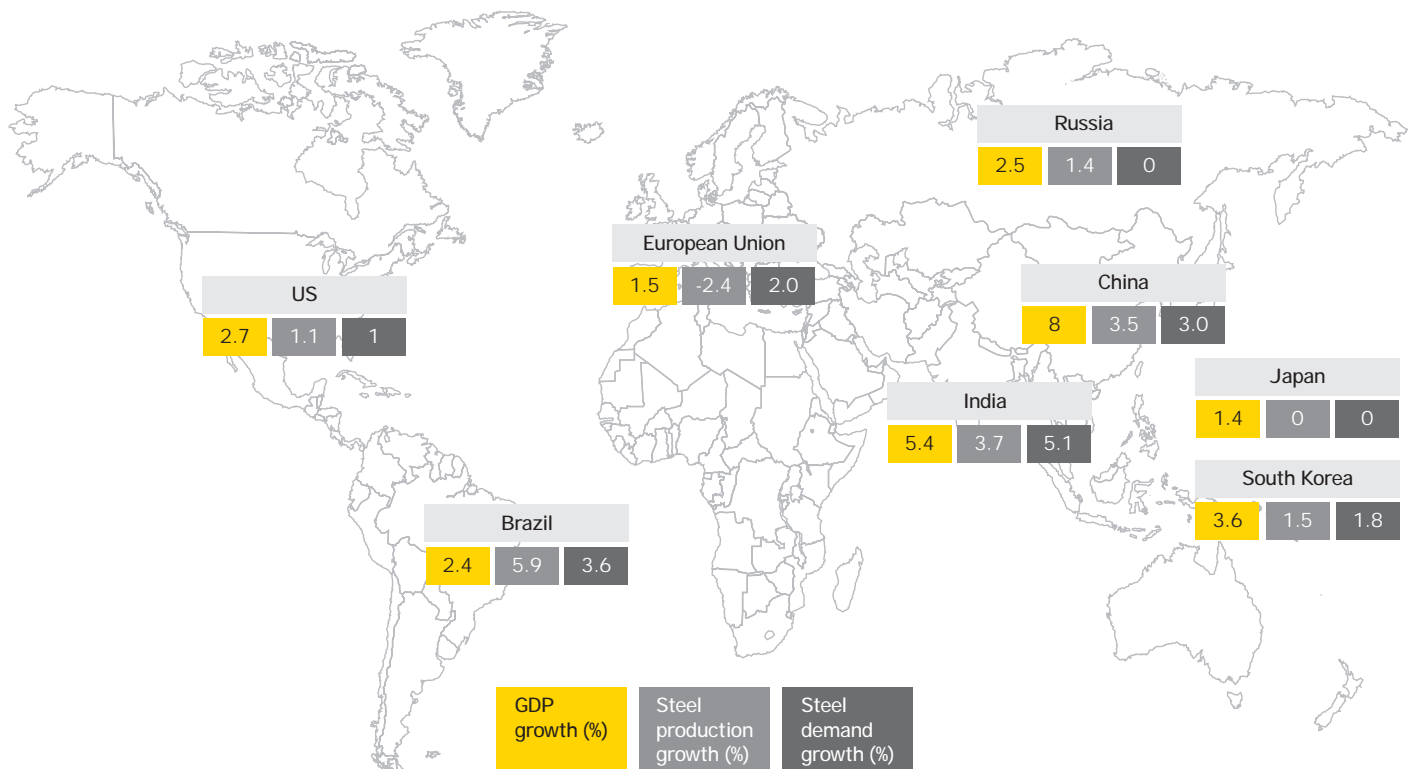 Russia
2.5 1.4 0
European Union
1.5 -2.4 2.0
US
2.7 1.1 1
China
8 3.5 3.0
Japan
1.4 0 0
India
5.4 3.7 5.1
South Korea
3.6 1.5 1.8
Brazil
2.4 5.9 3.6
GDP
growth (%)
Steel
production
growth (%)
Steel
demand
growth (%)